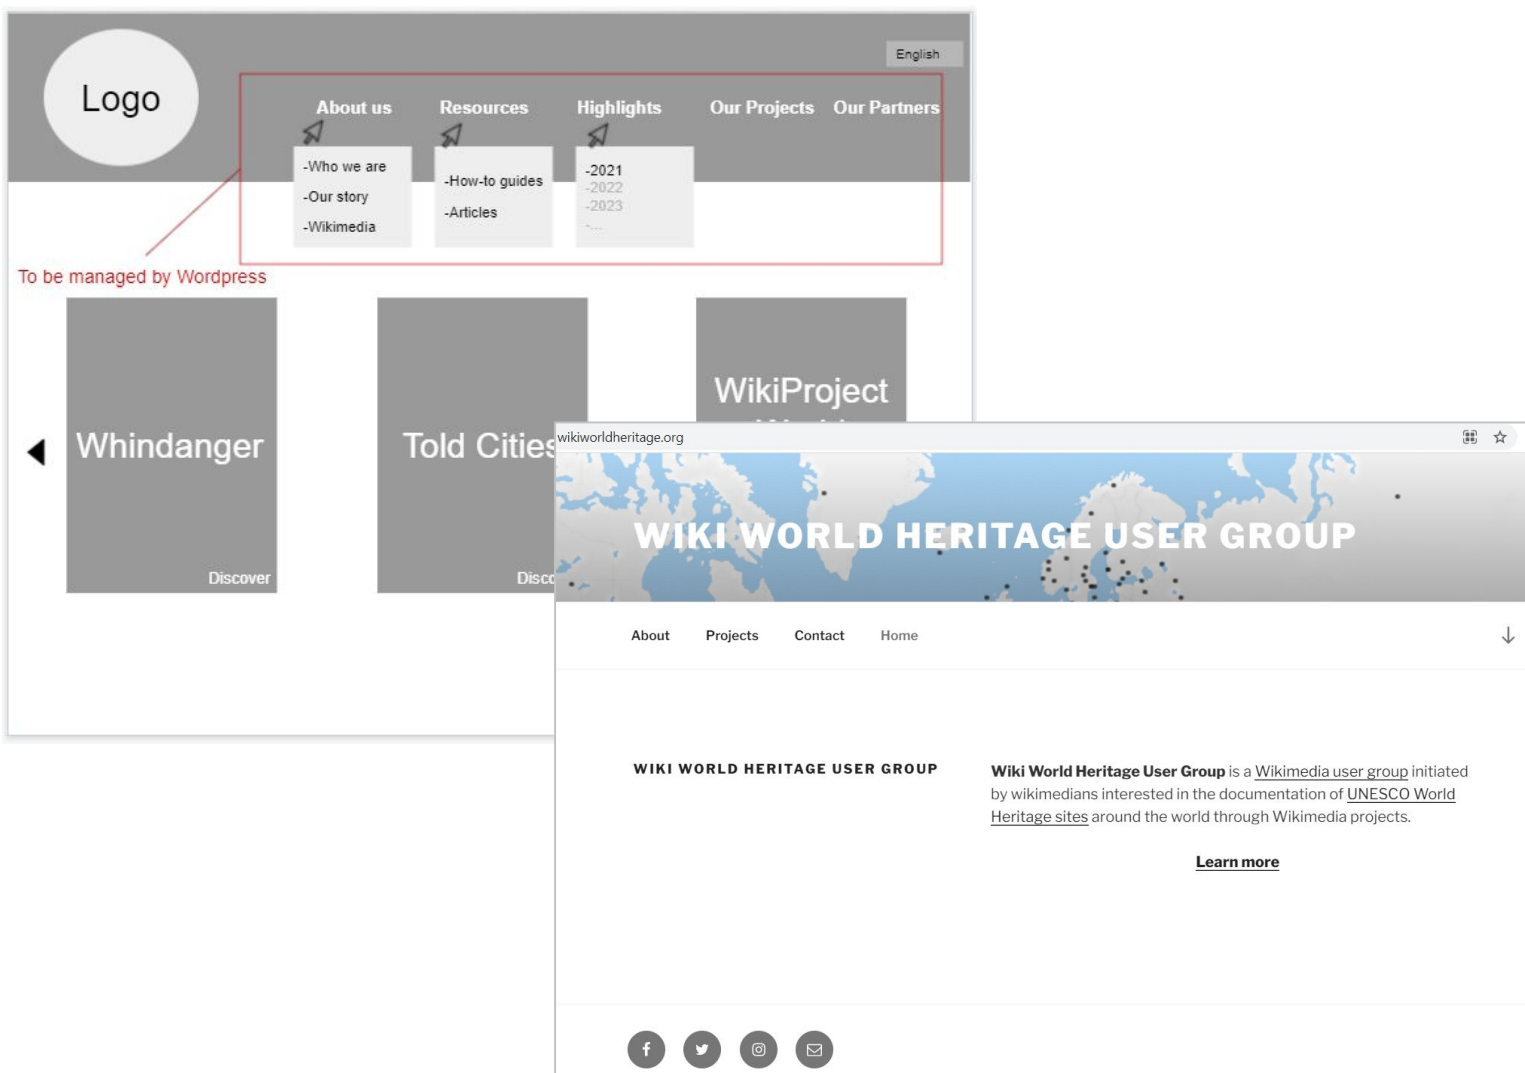 English
Logo
About us Resources Highlights Our Projects Our Partners
-Who we are
-Our story
-Wikimedia
-How-to guides
-Articles
-2021
-2022
-2023
-...
To be managed by Wordpress
Whindanger
Discover
Told Cities
WikiProject
wikiworldheritage.org
WIKI WORLD HERITAGE USER GROUP
About Projects Contact Home
WIKI WORLD HERITAGE USER GROUP
Wiki World Heritage User Group is a Wikimedia user group initiated
by wikimedians interested in the documentation of UNESCO World
Heritage sites around the world through Wikimedia projects.
Learn more